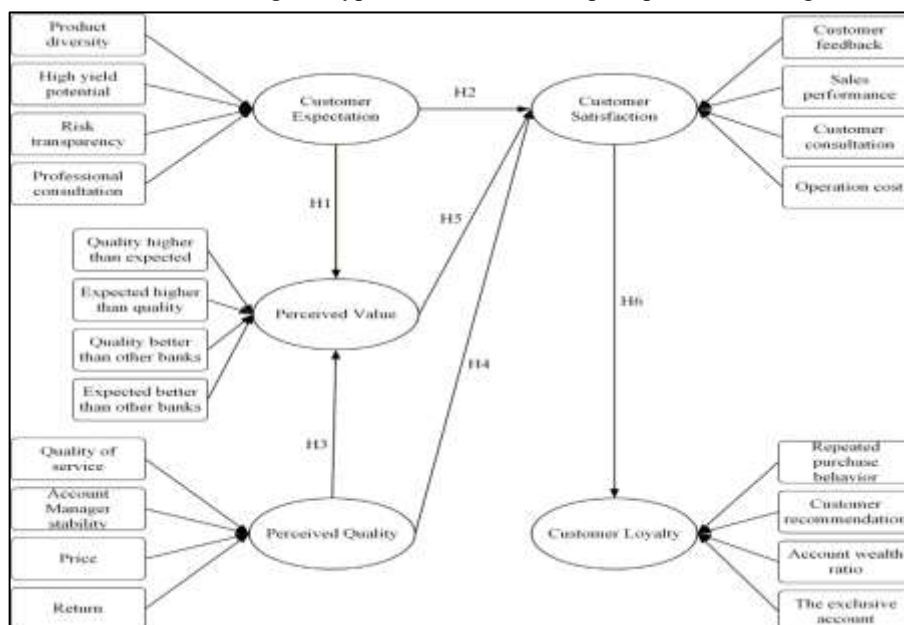 Product
diversity
High yield
potential
Risk
transparency
Professional
consultation
Customer
Expectation
H2
Customer
Satisfaction
Customer
feedback
Sales
performance
Customer
consultation
Operation cost
H1
H5
Quality higher
than expected
Expected higher
than quality
Quality better
than other banks
Expected better
than other banks
Perceived Value
H6
H4
H3
Quality of
service
Account
Manager
stability
Price
Return
Perceived Quality
Customer Loyalty
Repeated
purchase
behavior
Customer
recommendation
Account wealth
ratio
The exclusive
account